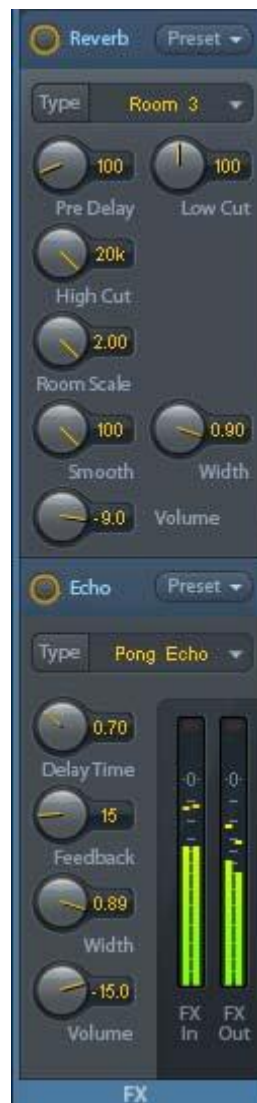 Reverb Preset
Type Room 3
100 100
Pre Delay Low Cut
20k
High Cut
2.00
Room Scale
100 0.90
Smooth Width
-9.0 Volume
Echo Preset
Type Pong Echo
0.70
Delay Time
-0- -0-
15
Feedback
0.89
Width
-15.0
Volume
FX FX
In Out
FX